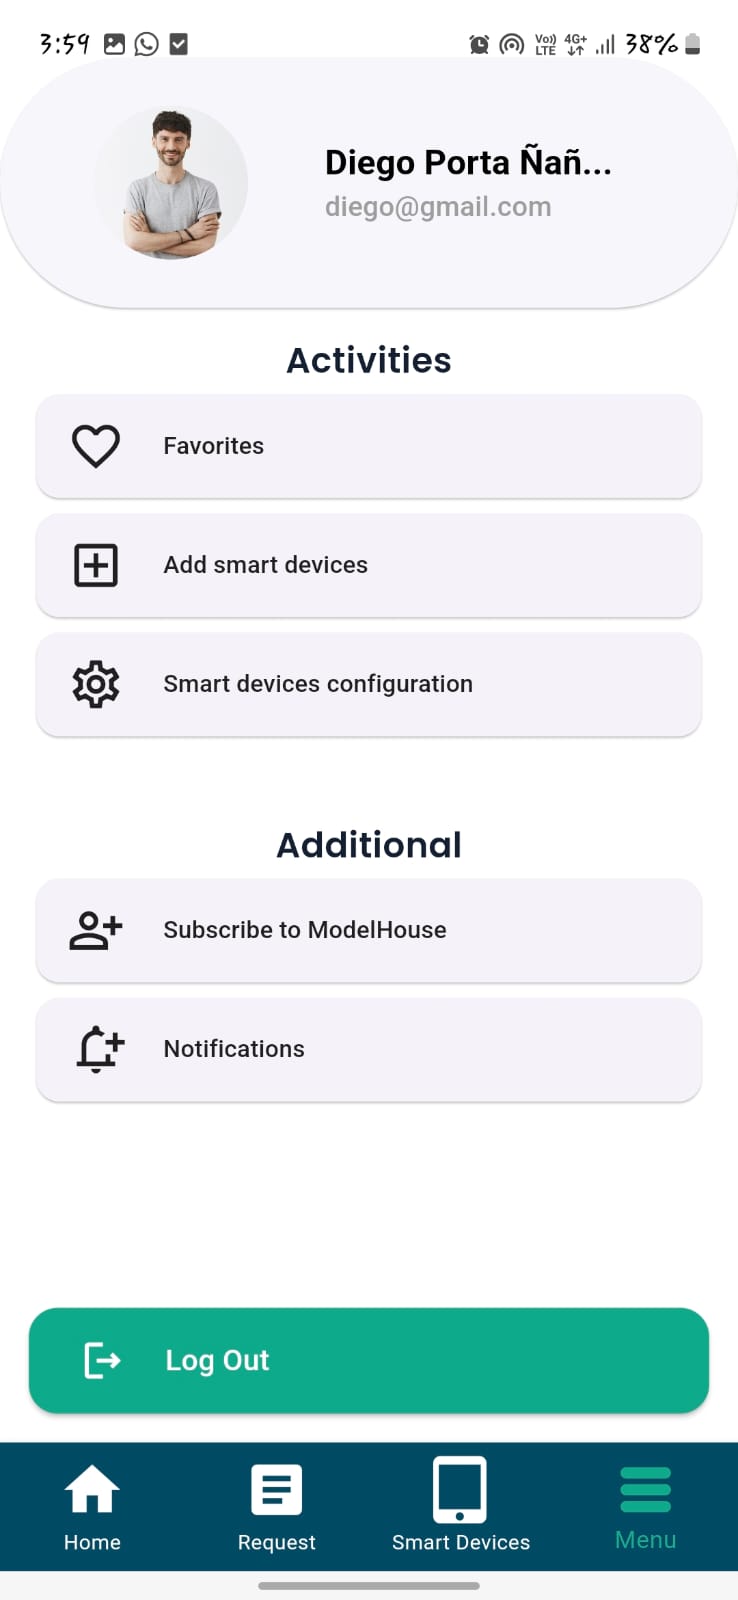 3:59 Vo)) LTE 4G+ 38%
Diego Porta Ñañ...
diego@gmail.com
Activities
Favorites
Add smart devices
Smart devices configuration
Additional
Subscribe to ModelHouse
Notifications
Log Out
Home Request Smart Devices Menu